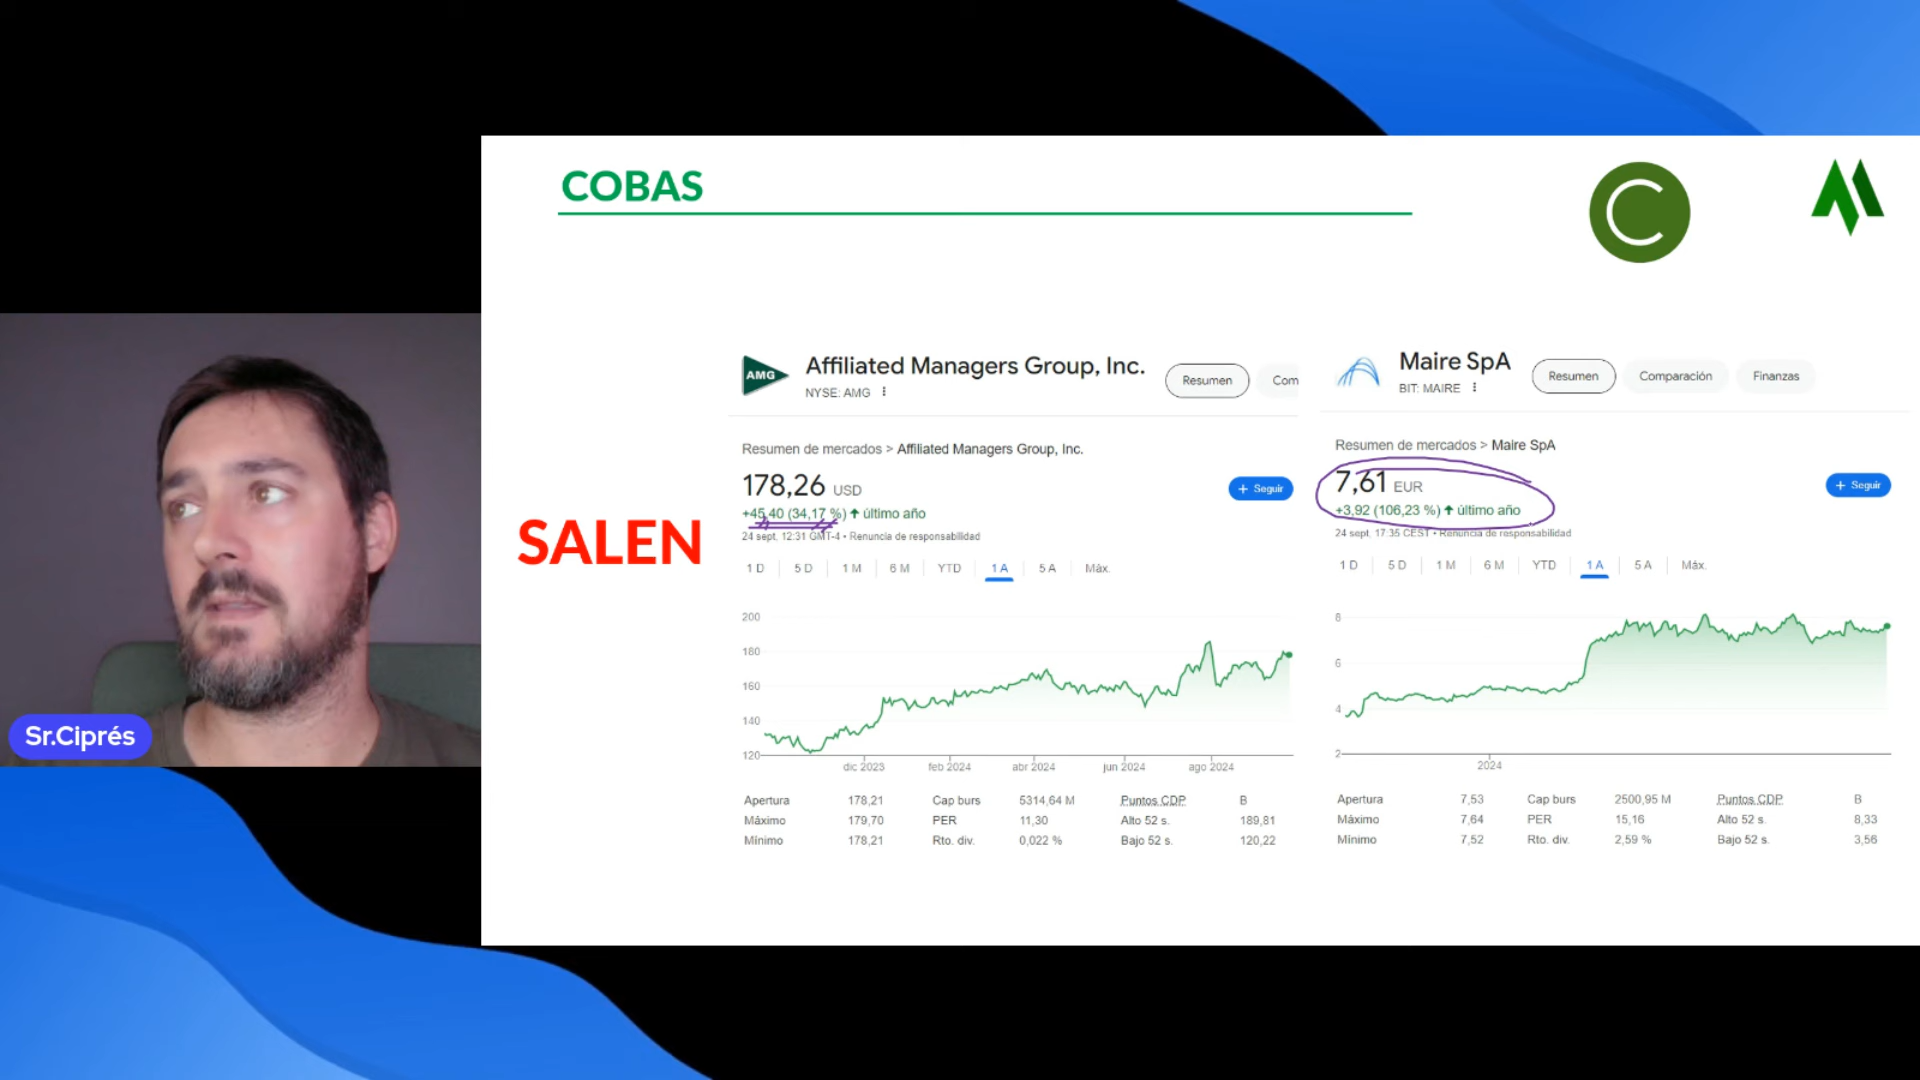 COBAS
AMG
Affiliated Managers Group, Inc.
NYSE: AMG
Resumen
Com
Resumen de mercados > Affiliated Managers Group, Inc.
178,26 USD
+ Seguir
+45,40 (34,17 %) ↑ último año
24 sept, 12:31 GMT-4 • Renuncia de responsabilidad
1 D 5 D 1 M 6 M YTD 1 A 5 A Máx.
200
180
160
140
120
dic 2023 feb 2024 abr 2024 jun 2024 ago 2024
Apertura 178,21 Cap burs 5314,64 M Puntos CDP B
Máximo 179,70 PER 11,30 Alto 52 s. 189,81
Mínimo 178,21 Rto. div. 0,022 % Bajo 52 s. 120,22
Maire SpA
BIT: MAIRE
Resumen
Comparación
Finanzas
Resumen de mercados > Maire SpA
7,61 EUR
+ Seguir
+3,92 (106,23 %) ↑ último año
24 sept, 17:35 CEST • Renuncia de responsabilidad
1 D 5 D 1 M 6 M YTD 1 A 5 A Máx.
8
6
4
2
2024
Apertura 7,53 Cap burs 2500,95 M Puntos CDP B
Máximo 7,64 PER 15,16 Alto 52 s. 8,33
Mínimo 7,52 Rto. div. 2,59 % Bajo 52 s. 3,56
SALEN
Sr.Ciprés